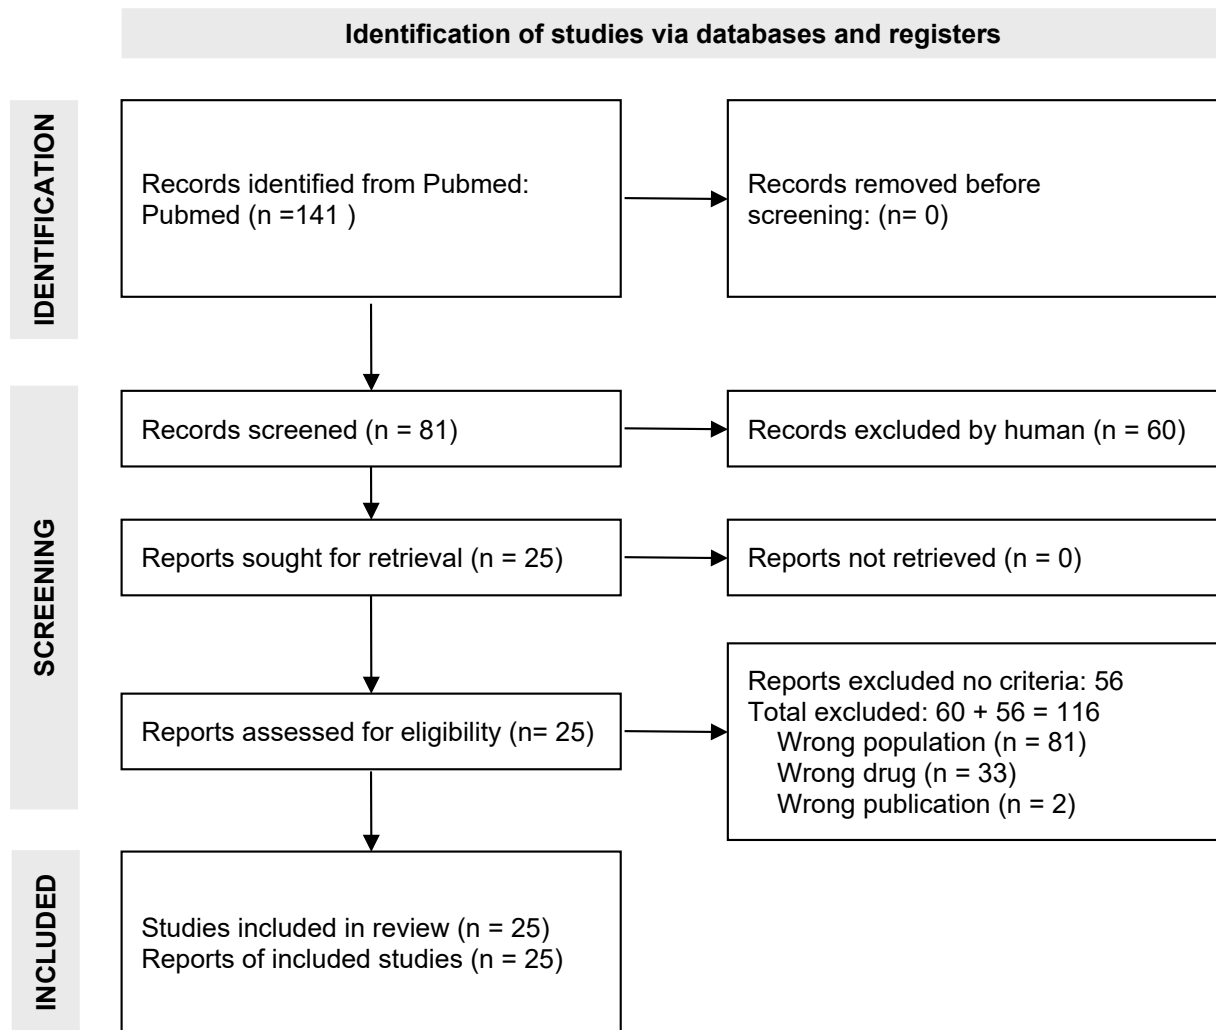 Identification of studies via databases and registers
IDENTIFICATION
Records identified from Pubmed:
Pubmed (n =141 )
Records removed before
screening: (n= 0)
SCREENING
Records screened (n = 81)
Records excluded by human (n = 60)
Reports sought for retrieval (n = 25)
Reports not retrieved (n = 0)
Reports assessed for eligibility (n= 25)
Reports excluded no criteria: 56
Total excluded: 60 + 56 = 116
Wrong population (n = 81)
Wrong drug (n = 33)
Wrong publication (n = 2)
INCLUDED
Studies included in review (n = 25)
Reports of included studies (n = 25)